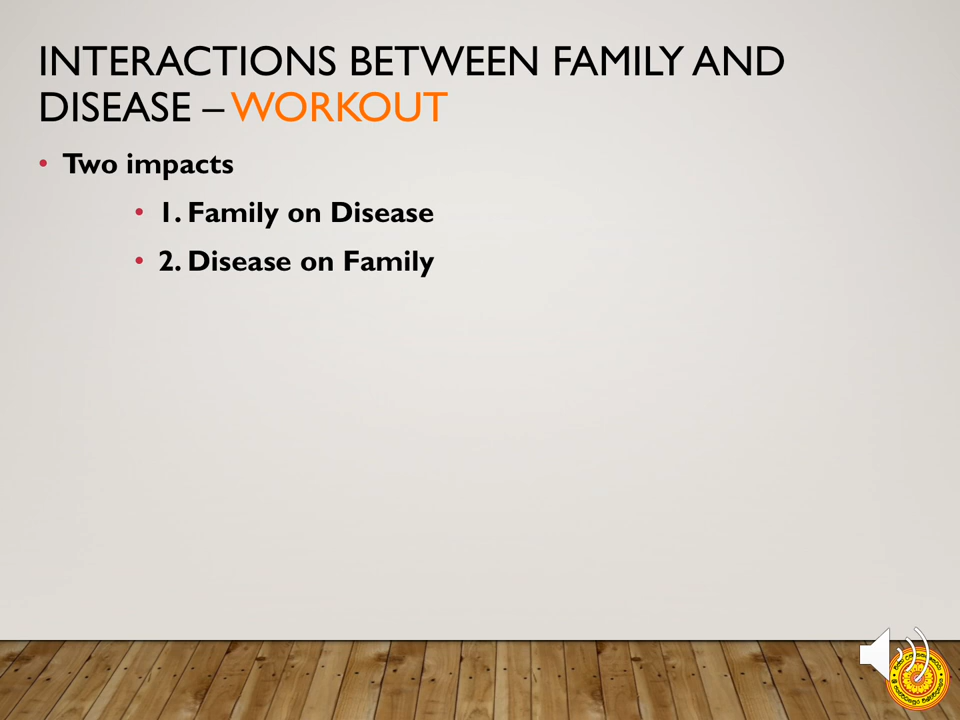 INTERACTIONS BETWEEN FAMILY AND
DISEASE – WORKOUT
• Two impacts
• 1. Family on Disease
• 2. Disease on Family